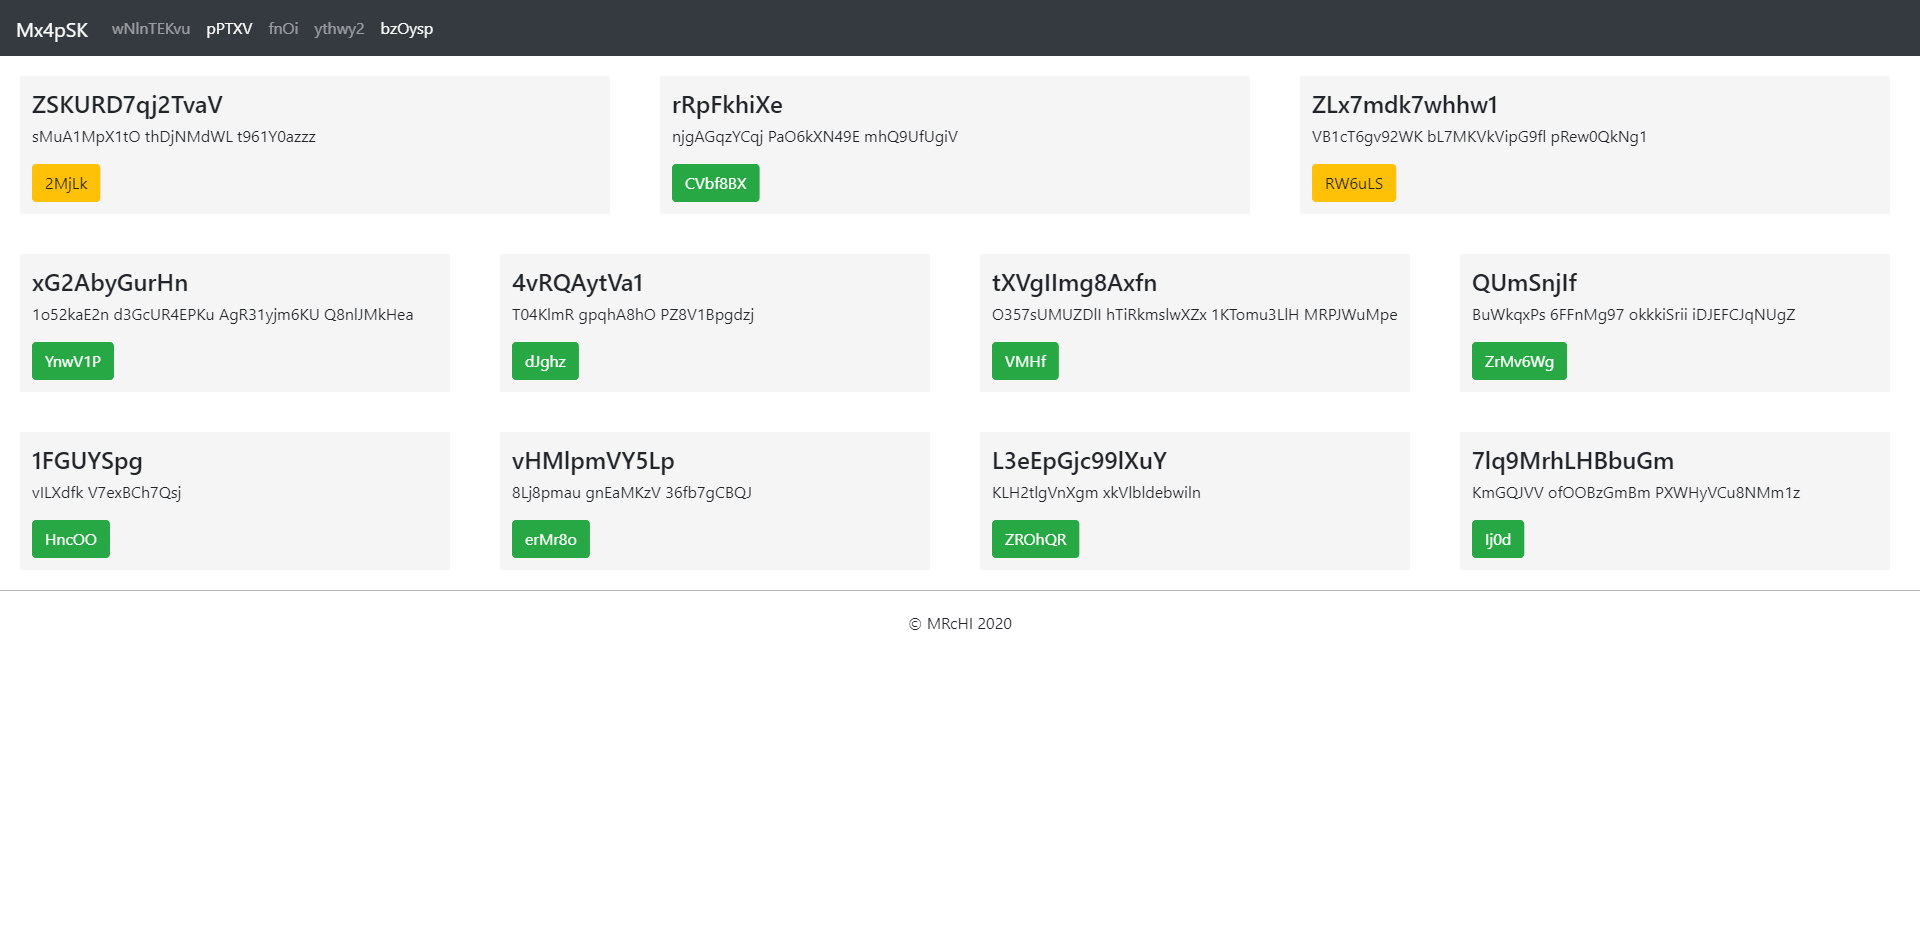 Mx4pSK wNlnTEKvu pPTXV fnOi ythwy2 bzOysp
ZSKURD7qj2TvaV
sMuA1MpX1tO thDjNMdWL t961Y0azzz
2MjLk
rRpFkhiXe
njgAGqzYCqj PaO6kXN49E mhQ9UfUgiV
CVbf8BX
ZLx7mdk7whhw1
VB1cT6gv92WK bL7MKVkVipG9fl pRew0QkNg1
RW6uLS
xG2AbyGurHn
1o52kaE2n d3GcUR4EPKu AgR31yjm6KU Q8nlJMkHea
YnwV1P
4vRQAytVa1
T04KlmR gpqhA8hO PZ8V1Bpgdzj
dJghz
tXVgIImg8Axfn
O357sUMUZDlI hTiRkmslwXZx 1KTomu3LlH MRPJWuMpe
VMHf
QUmSnjIf
BuWkqxPs 6FFnMg97 okkkiSrii iDJEFCJqNUgZ
ZrMv6Wg
1FGUYSpg
vILXdfk V7exBCh7Qsj
HncOO
vHMlpmVY5Lp
8Lj8pmau gnEaMKzV 36fb7gCBQJ
erMr8o
L3eEpGjc99lXuY
KLH2tlgVnXgm xkVlbldebwiln
ZROhQR
7lq9MrhLHBbuGm
KmGQJVV ofOOBzGmBm PXWHyVCu8NMm1z
Ij0d
© MRcHI 2020